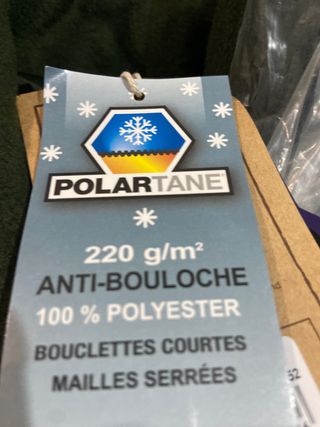 POLARTANE
220 g/m²
ANTI-BOULOCHE
100 % POLYESTER
BOUCLETTES COURTES
MAILLES SERRÉES